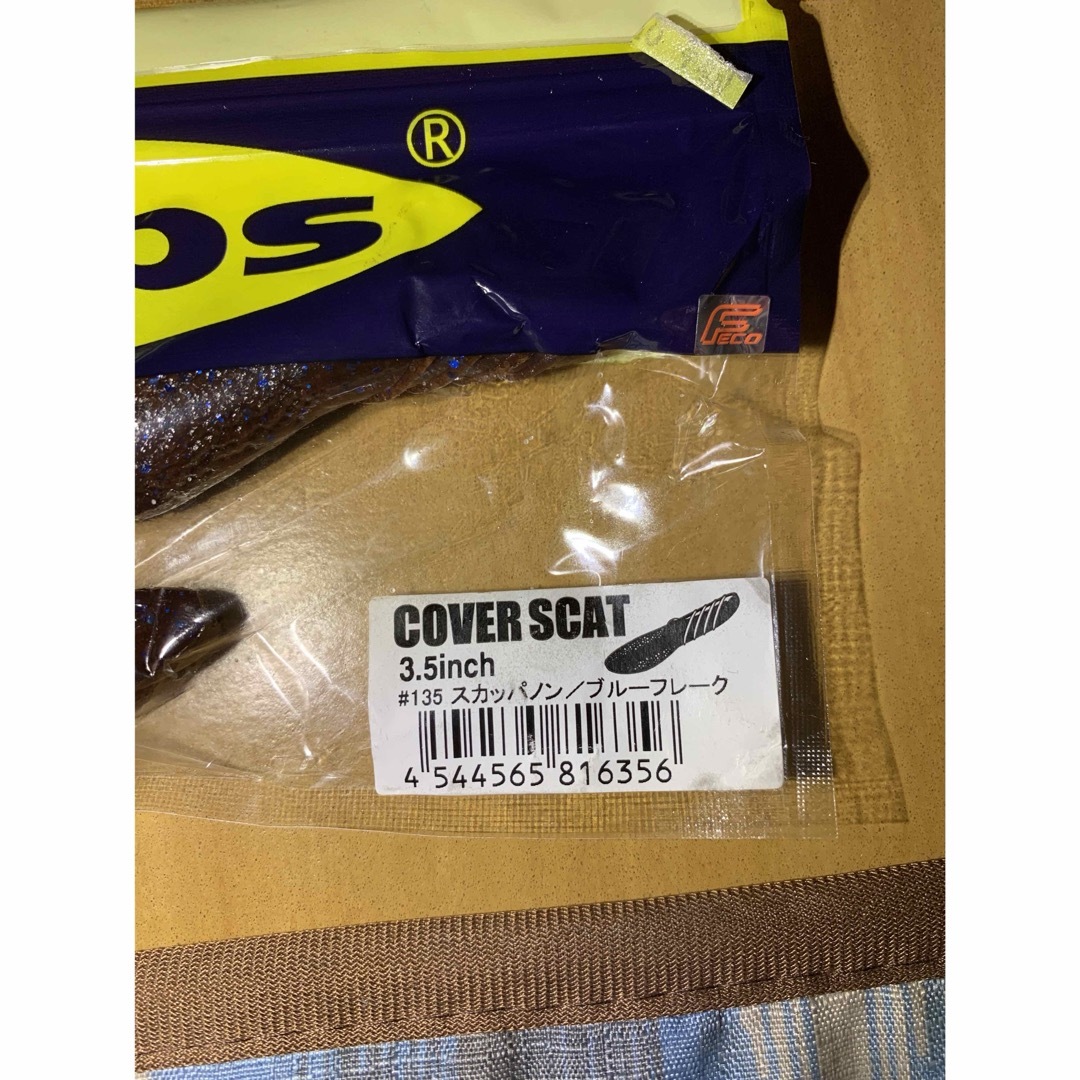 ®
os
FECO
COVER SCAT
3.5inch
#135 スカッパノン／ブルーフレーク
4 544565 816356